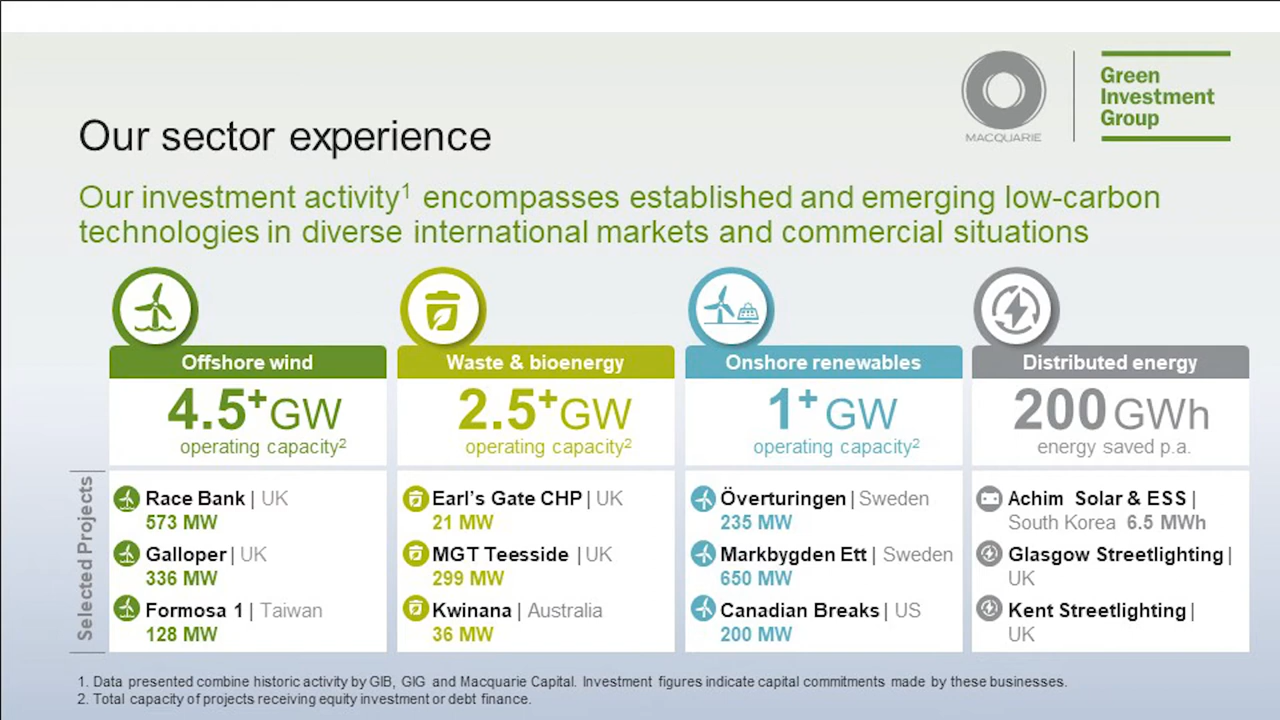 MACQUARIE
Green
Investment
Group
Our sector experience
Our investment activity1 encompasses established and emerging low-carbon
technologies in diverse international markets and commercial situations
Offshore wind
4.5+GW
operating capacity2
Waste & bioenergy
2.5+GW
operating capacity2
Onshore renewables
1+ GW
operating capacity2
Distributed energy
200 GWh
energy saved p.a.
Selected Projects
Race Bank | UK
573 MW
Galloper | UK
336 MW
Formosa 1 | Taiwan
128 MW
Earl's Gate CHP | UK
21 MW
MGT Teesside | UK
299 MW
Kwinana | Australia
36 MW
Överturingen | Sweden
235 MW
Markbygden Ett | Sweden
650 MW
Canadian Breaks | US
200 MW
Achim Solar & ESS |
South Korea 6.5 MWh
Glasgow Streetlighting |
UK
Kent Streetlighting |
UK
1. Data presented combine historic activity by GIB, GIG and Macquarie Capital. Investment figures indicate capital commitments made by these businesses.
2. Total capacity of projects receiving equity investment or debt finance.